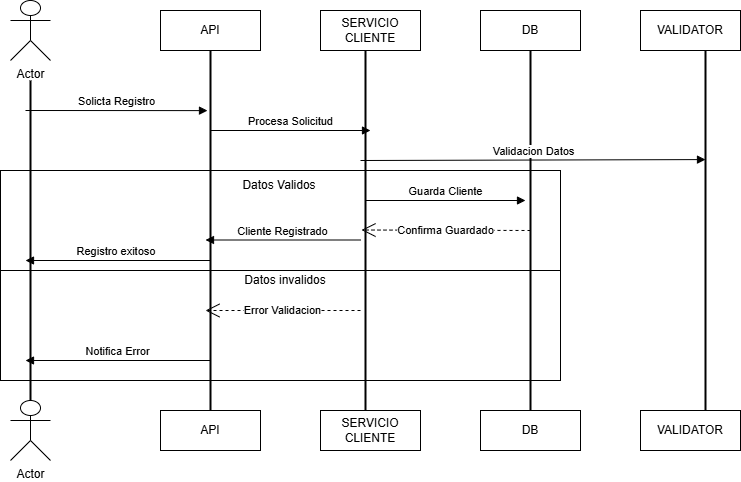 API
SERVICIO
CLIENTE
DB
VALIDATOR
Actor
Solicta Registro
Procesa Solicitud
Validacion Datos
Datos Validos
Guarda Cliente
Confirma Guardado
Cliente Registrado
Registro exitoso
Datos invalidos
Error Validacion
Notifica Error
API
SERVICIO
CLIENTE
DB
VALIDATOR
Actor